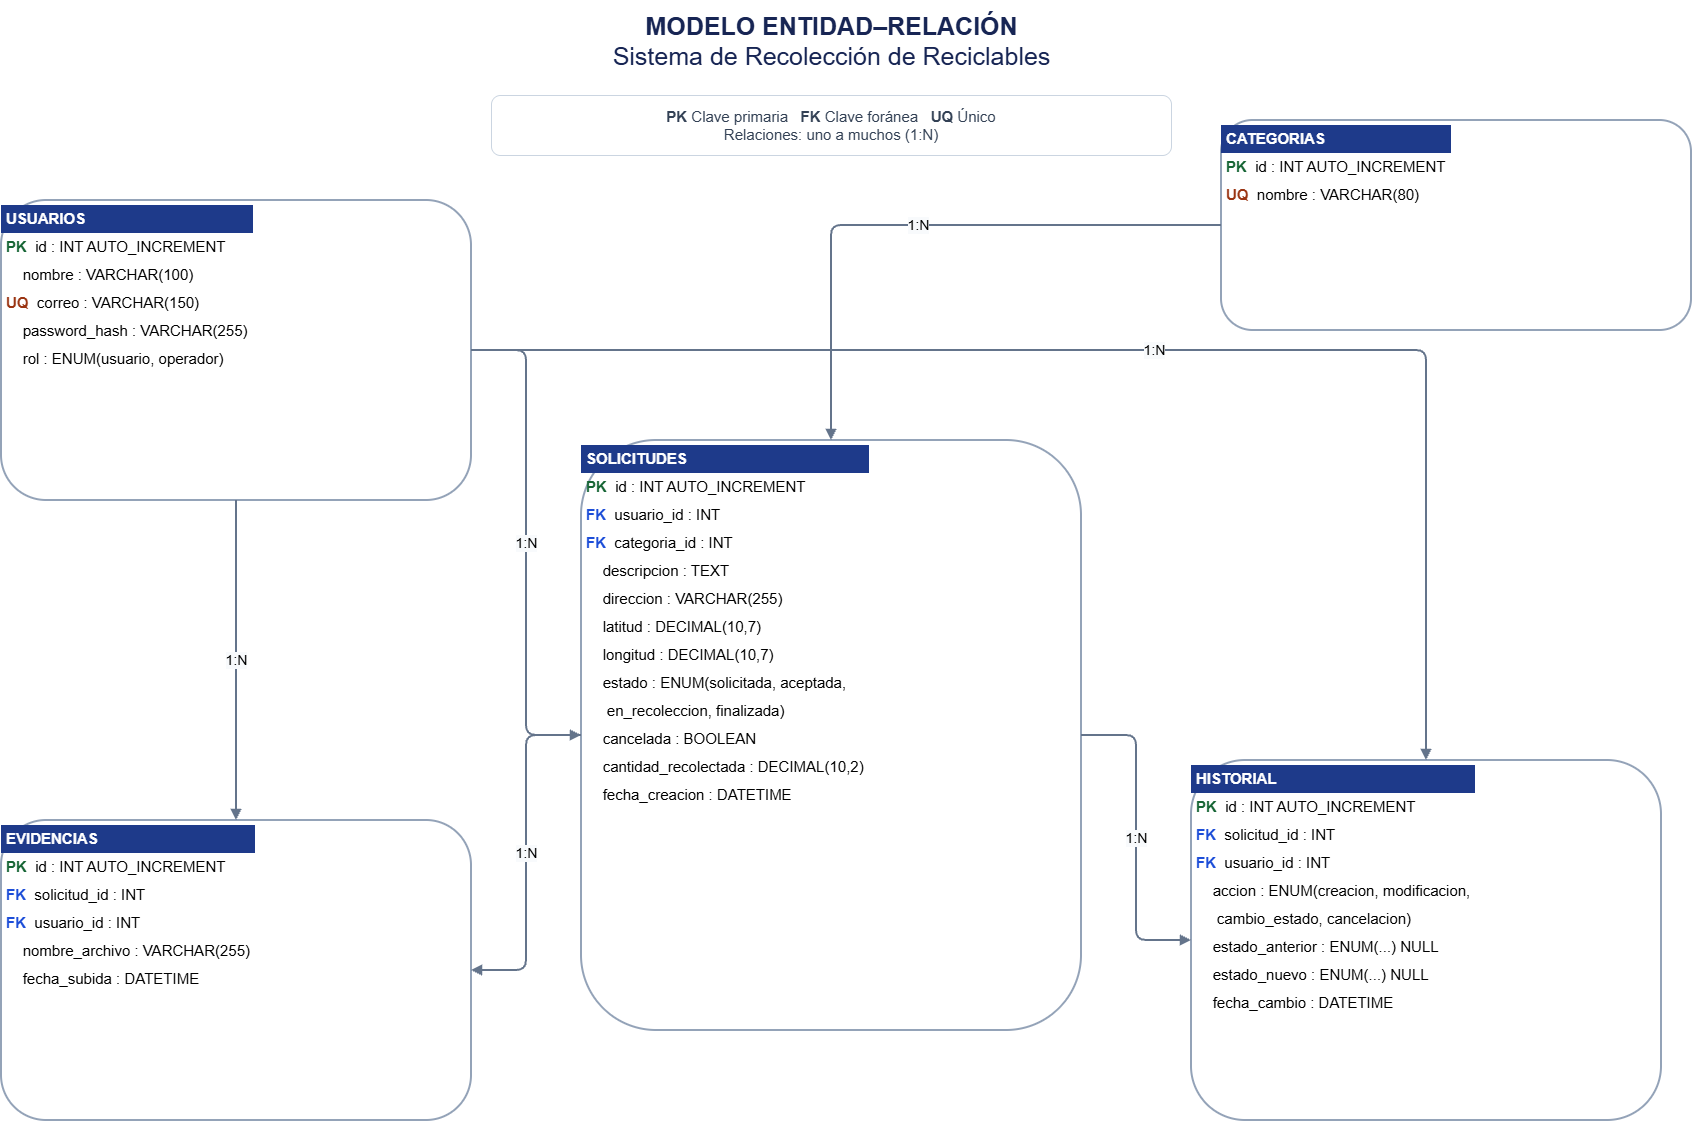 MODELO ENTIDAD–RELACIÓN
Sistema de Recolección de Reciclables
PK Clave primaria FK Clave foránea UQ Único
Relaciones: uno a muchos (1:N)
CATEGORIAS
PK id : INT AUTO_INCREMENT
UQ nombre : VARCHAR(80)
USUARIOS
PK id : INT AUTO_INCREMENT
nombre : VARCHAR(100)
UQ correo : VARCHAR(150)
password_hash : VARCHAR(255)
rol : ENUM(usuario, operador)
1:N
1:N
1:N
1:N
1:N
1:N
SOLICITUDES
PK id : INT AUTO_INCREMENT
FK usuario_id : INT
FK categoria_id : INT
descripcion : TEXT
direccion : VARCHAR(255)
latitud : DECIMAL(10,7)
longitud : DECIMAL(10,7)
estado : ENUM(solicitada, aceptada,
en_recoleccion, finalizada)
cancelada : BOOLEAN
cantidad_recolectada : DECIMAL(10,2)
fecha_creacion : DATETIME
EVIDENCIAS
PK id : INT AUTO_INCREMENT
FK solicitud_id : INT
FK usuario_id : INT
nombre_archivo : VARCHAR(255)
fecha_subida : DATETIME
HISTORIAL
PK id : INT AUTO_INCREMENT
FK solicitud_id : INT
FK usuario_id : INT
accion : ENUM(creacion, modificacion,
cambio_estado, cancelacion)
estado_anterior : ENUM(...) NULL
estado_nuevo : ENUM(...) NULL
fecha_cambio : DATETIME